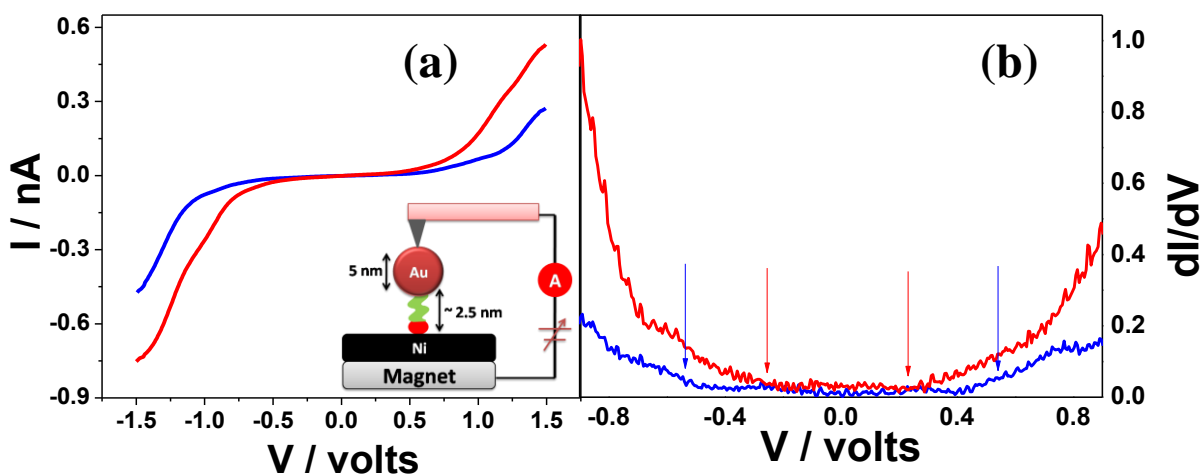 (a)
I / nA
0.6
0.3
0.0
-0.3
-0.6
-0.9
-1.5 -1.0 -0.5 0.0 0.5 1.0 1.5
V / volts
5 nm
Au
~ 2.5 nm
A
Ni
Magnet
(b)
1.0
0.8
0.6
0.4
0.2
0.0
dI/dV
-0.8 -0.4 0.0 0.4 0.8
V / volts